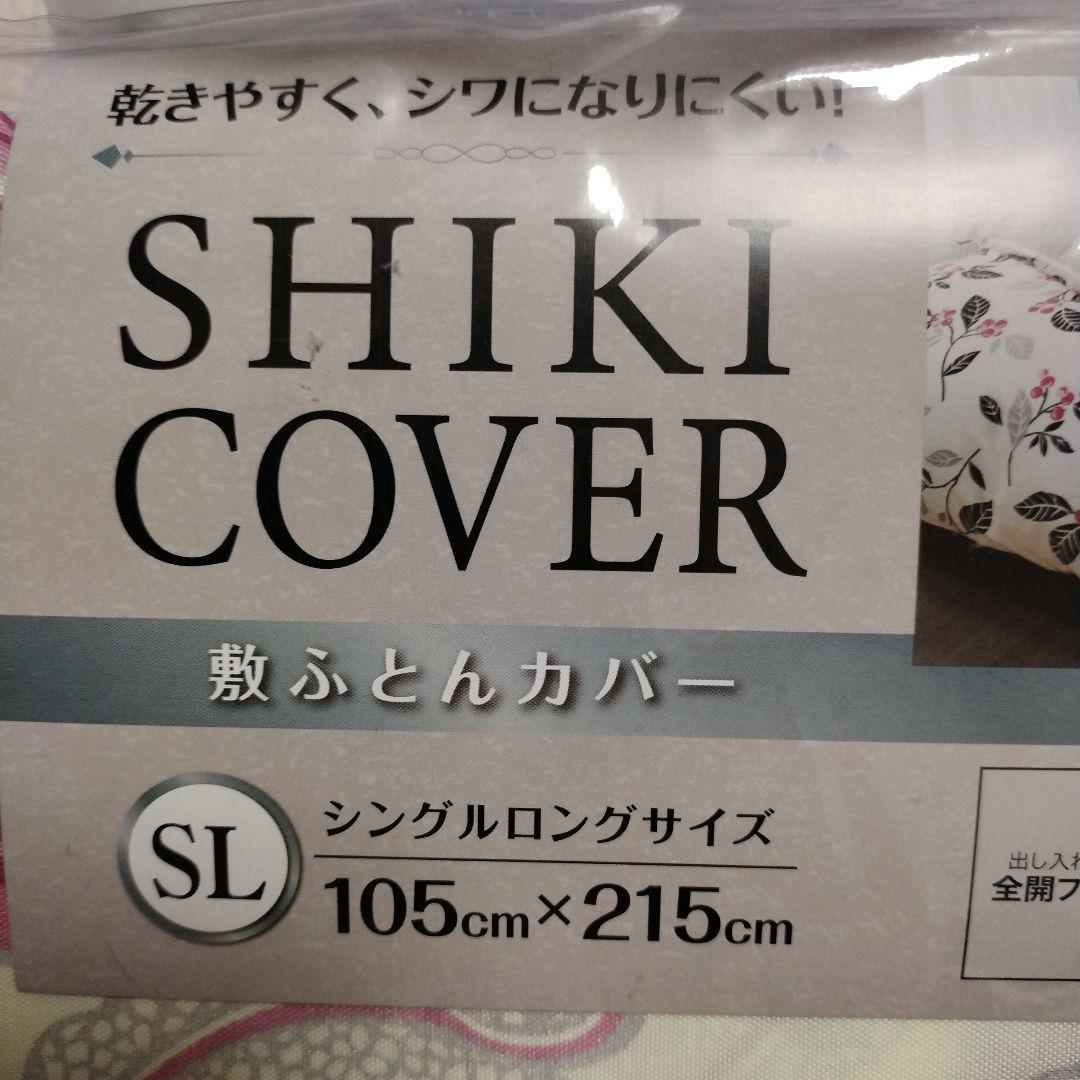 乾きやすく、シワになりにくい!
SHIKI
COVER
敷ふとんカバー
SL
シングルロングサイズ
105cm×215cm
出し入れ
全開フ